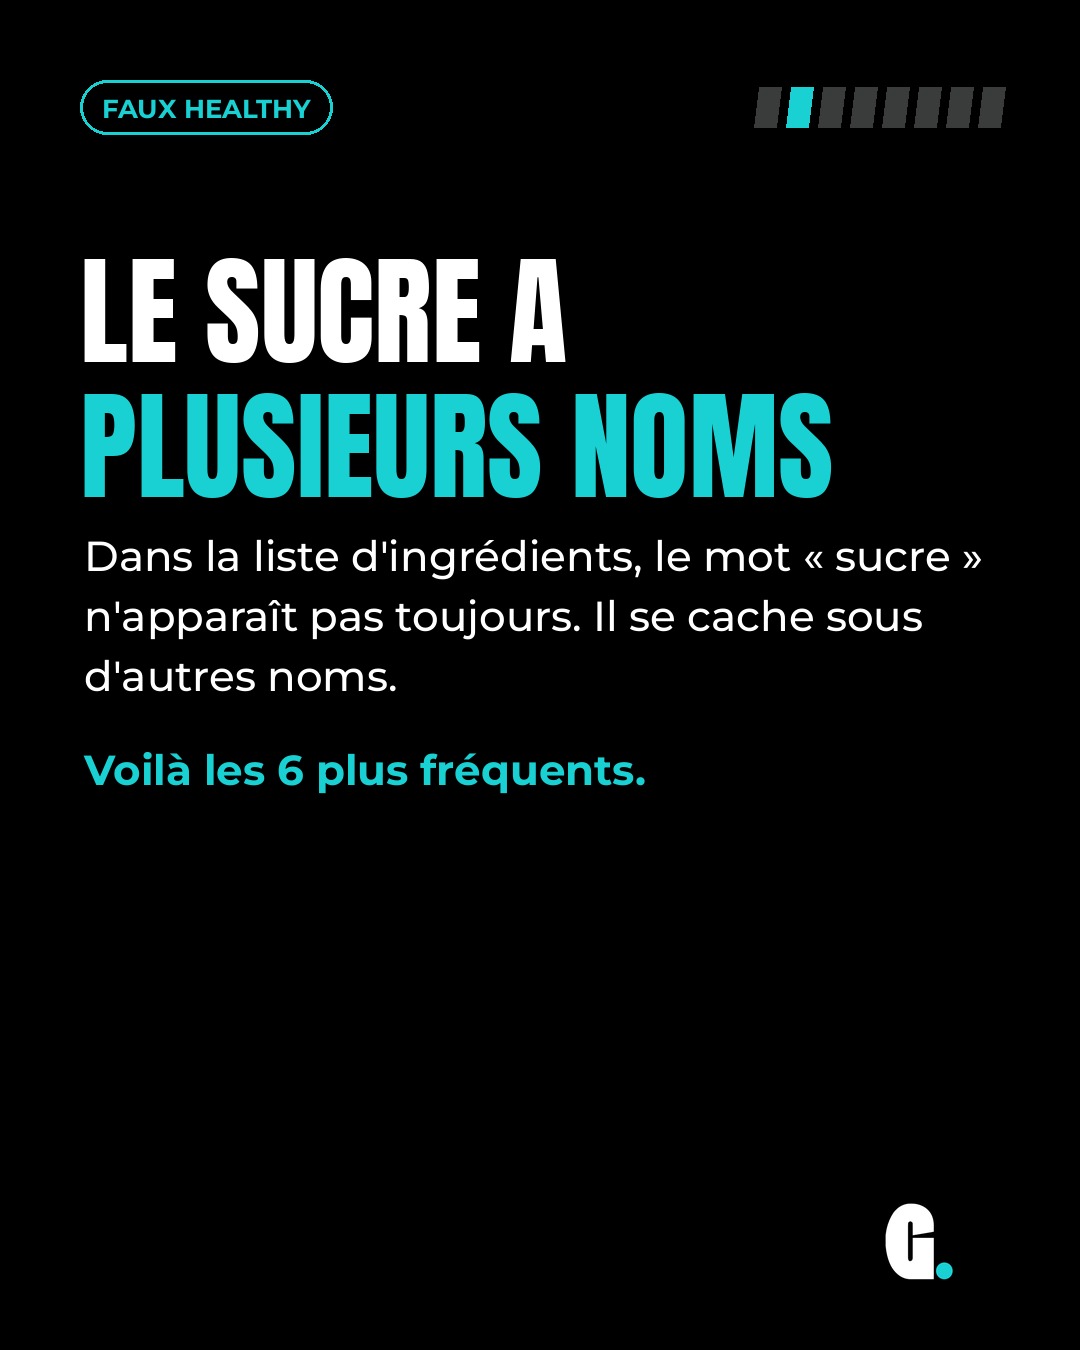 FAUX HEALTHY
LE SUCRE A
PLUSIEURS NOMS
Dans la liste d'ingrédients, le mot « sucre »
n'apparaît pas toujours. Il se cache sous
d'autres noms.
Voilà les 6 plus fréquents.
G.